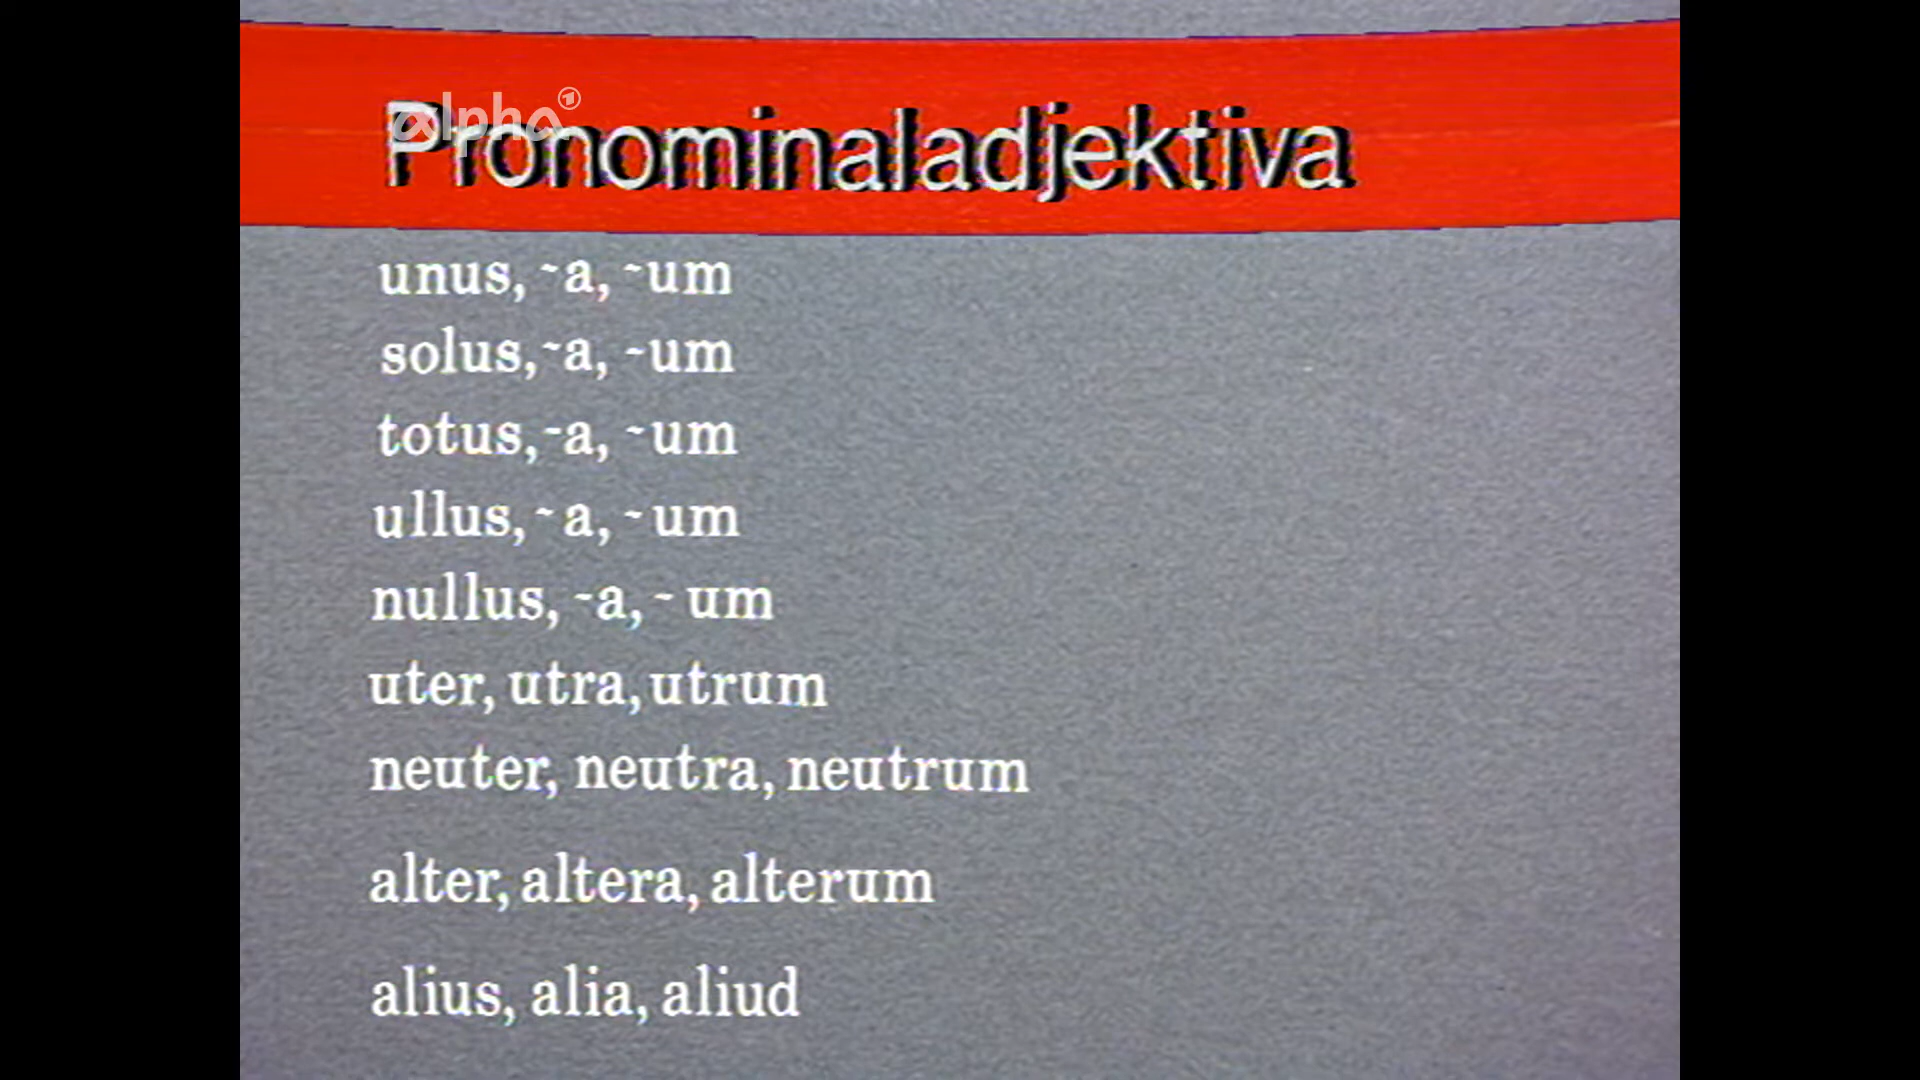 alpha
Pronominaladjektiva
unus, -a, -um
solus, -a, -um
totus, -a, -um
ullus, -a, -um
nullus, -a, - um
uter, utra, utrum
neuter, neutra, neutrum
alter, altera, alterum
alius, alia, aliud